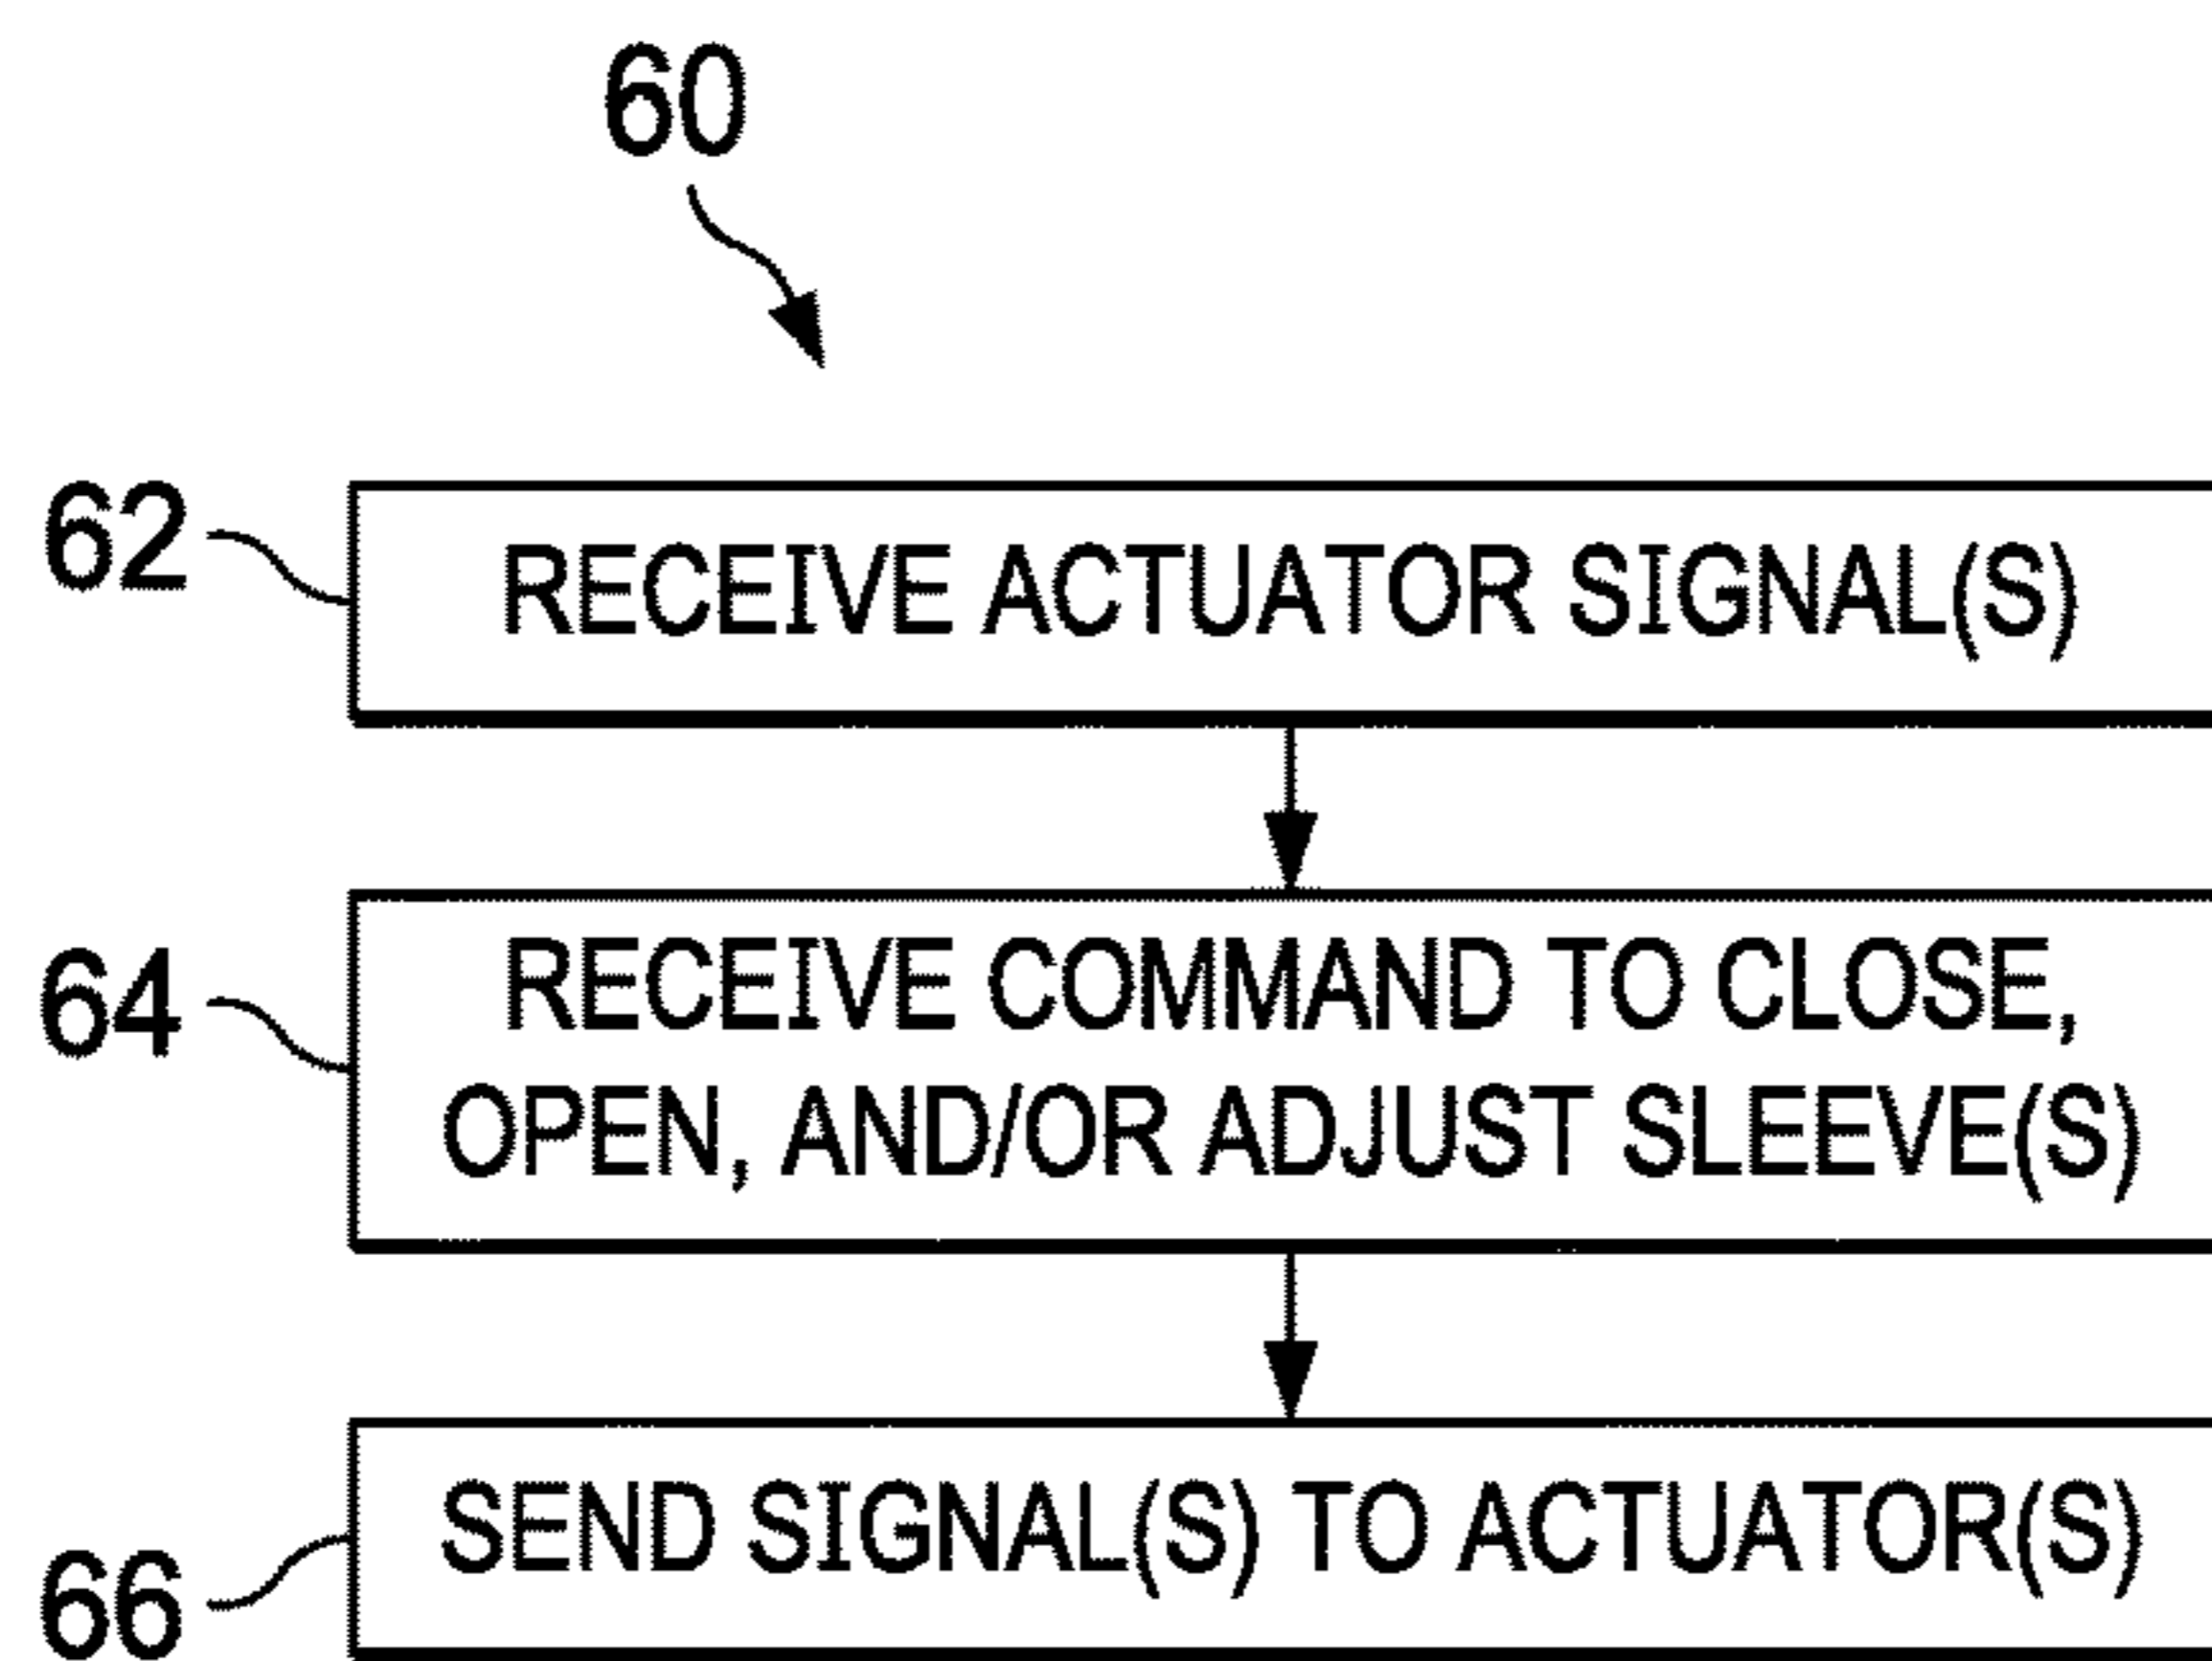 60
62
RECEIVE ACTUATOR SIGNAL(S)
64
RECEIVE COMMAND TO CLOSE,
OPEN, AND/OR ADJUST SLEEVE(S)
66
SEND SIGNAL(S) TO ACTUATOR(S)